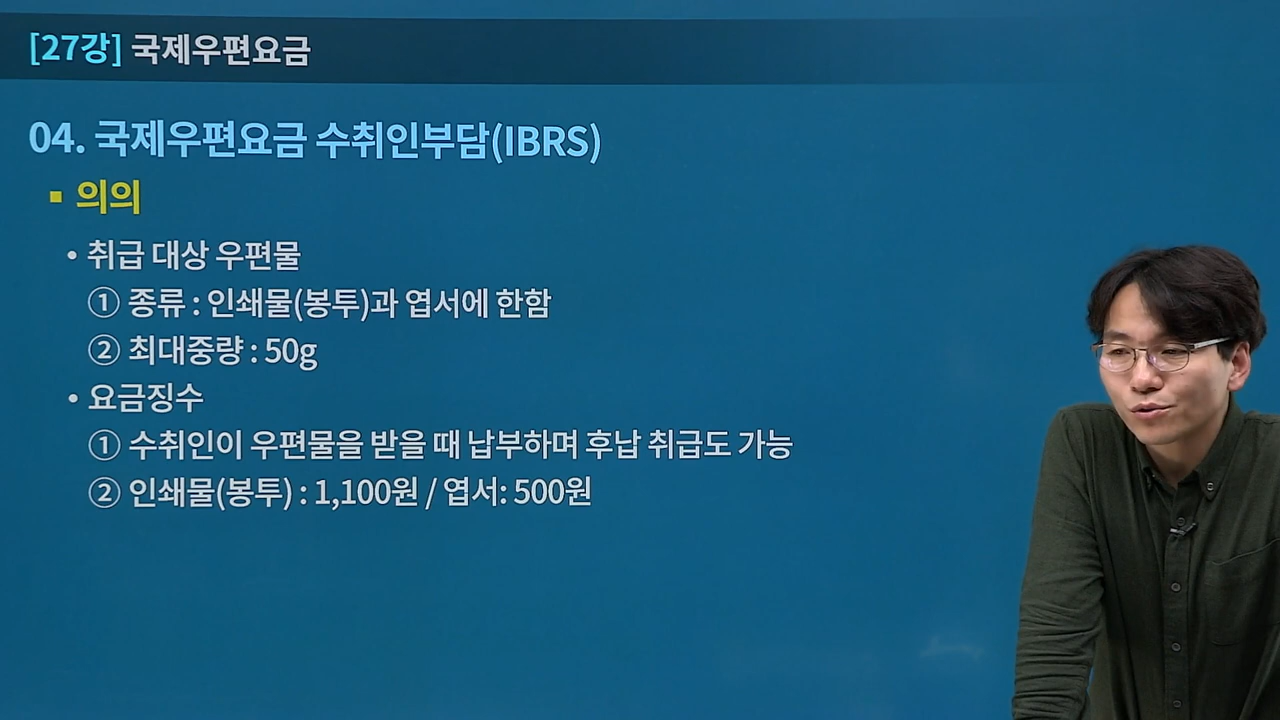 [27강] 국제우편요금
04. 국제우편요금 수취인부담(IBRS)
▪ 의의
• 취급 대상 우편물
① 종류 : 인쇄물(봉투)과 엽서에 한함
② 최대중량 : 50g
• 요금징수
① 수취인이 우편물을 받을 때 납부하며 후납 취급도 가능
② 인쇄물(봉투) : 1,100원 / 엽서: 500원